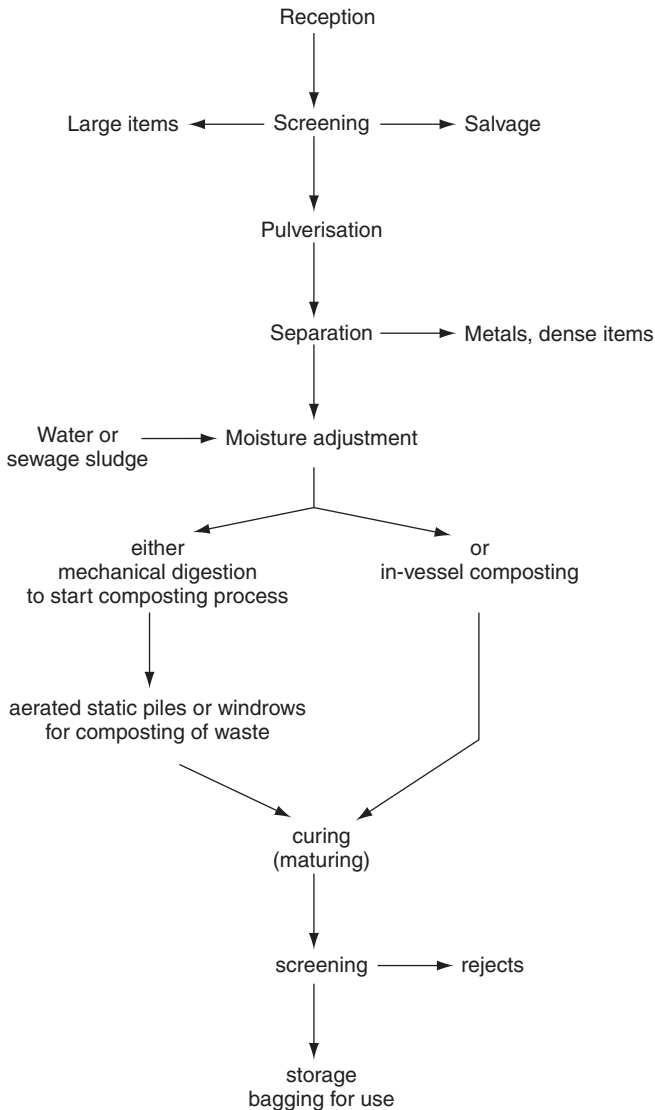 Reception
Large items
Screening
Salvage
Pulverisation
Separation
Metals, dense items
Water or
sewage sludge
Moisture adjustment
either
mechanical digestion
to start composting process
or
in-vessel composting
aerated static piles or windrows
for composting of waste
curing
(maturing)
screening
rejects
storage
bagging for use